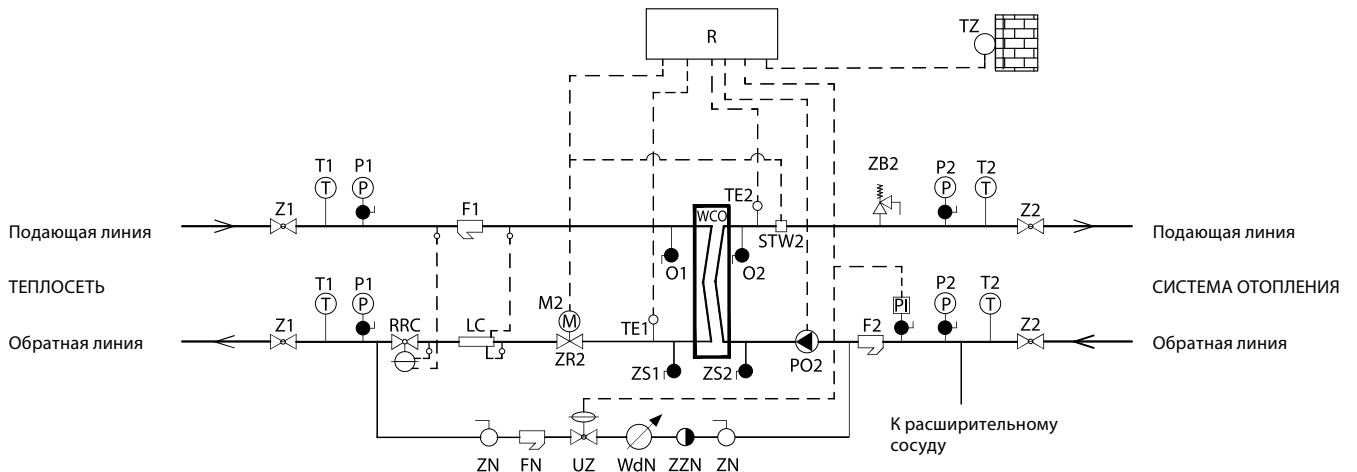 R
TZ
T1
P1
ZB2
P2
T2
Z1
F1
TE2
WCO
Z2
Подающая линия
STW2
Подающая линия
O1
O2
ТЕПЛОСЕТЬ
СИСТЕМА ОТОПЛЕНИЯ
T1
P1
M2
PI
P2
T2
Z1
RRC
LC
M
TE1
F2
Z2
Обратная линия
ZR2
PO2
Обратная линия
ZS1
ZS2
К расширительному
сосуду
ZN
FN
UZ
WdN
ZZN
ZN
T
P
P
T
T
P
P
T